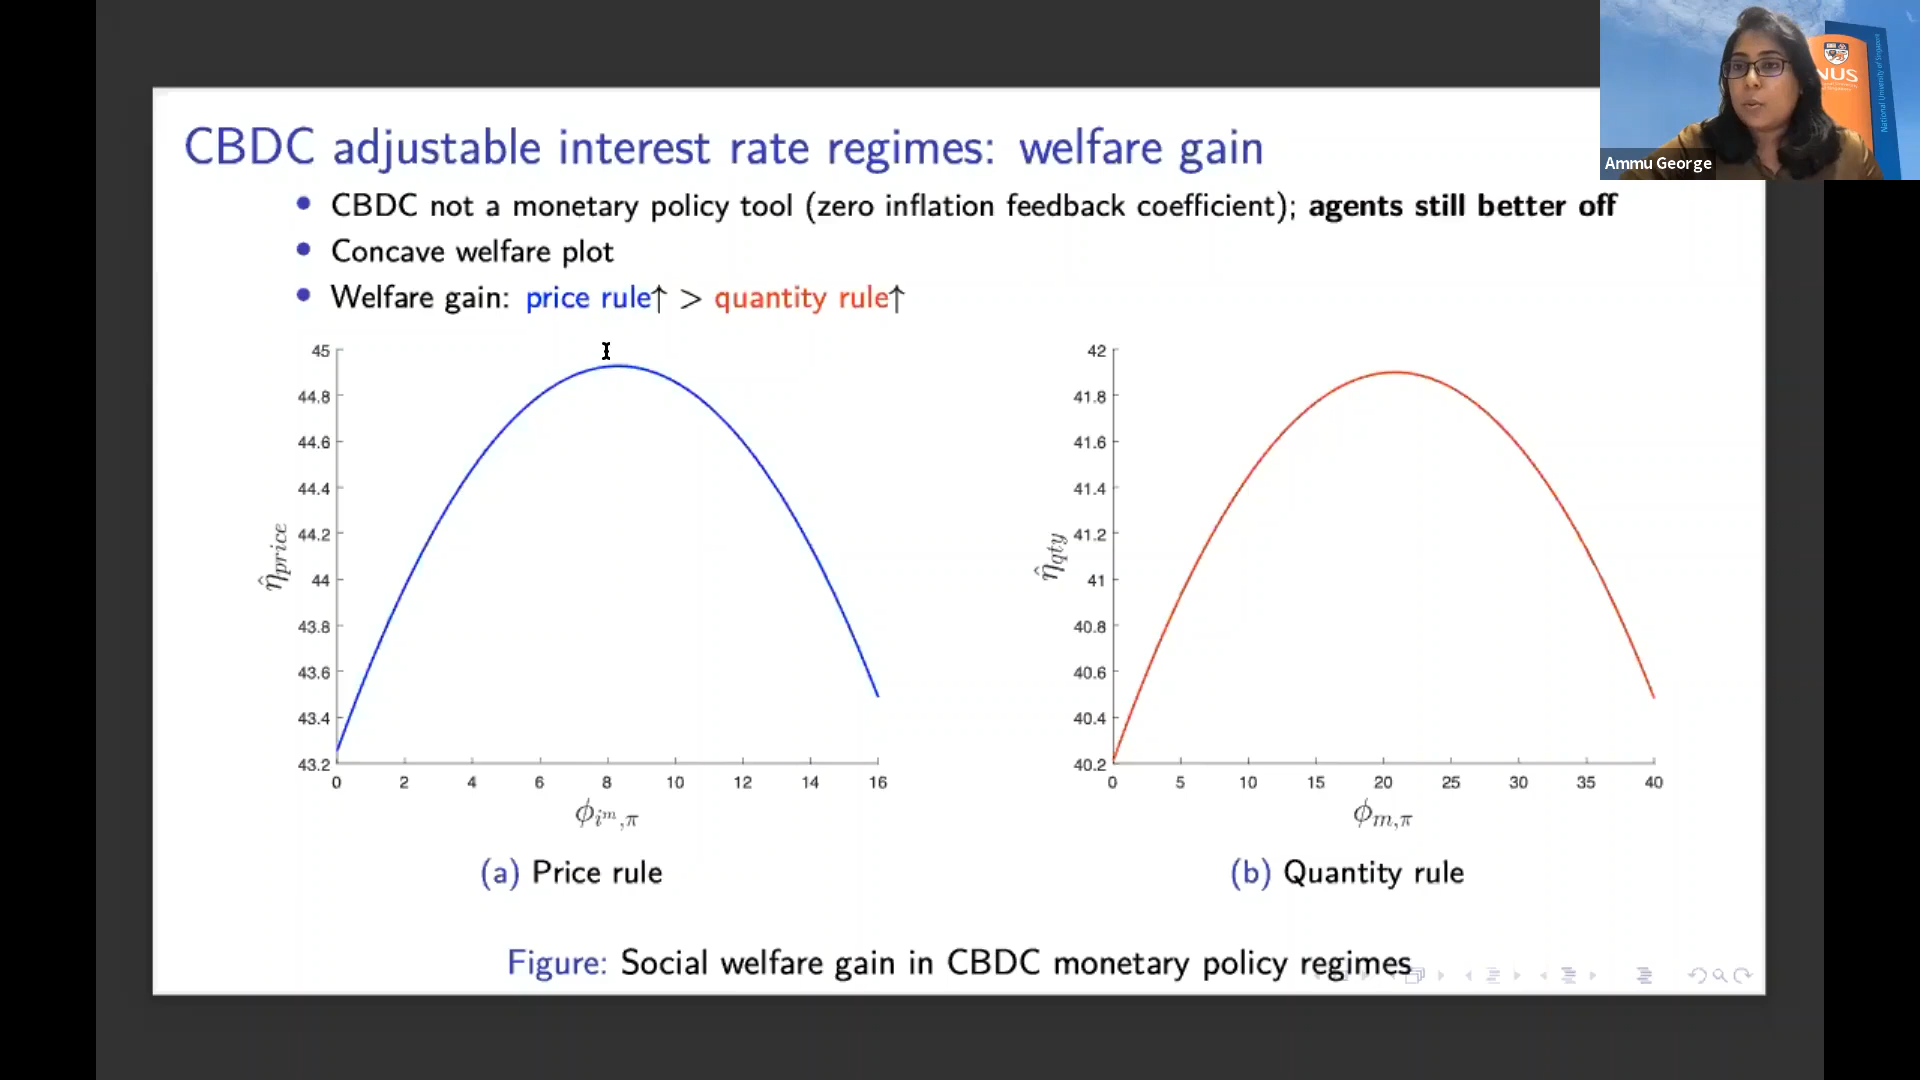 CBDC adjustable interest rate regimes: welfare gain
CBDC not a monetary policy tool (zero inflation feedback coefficient); agents still better off
Concave welfare plot
Welfare gain: price rule↑ > quantity rule↑
45
44.8
44.6
44.4
44.2
44
43.8
43.6
43.4
43.2
η̂price
0 2 4 6 8 10 12 14 16
ϕiᵐ,π
(a) Price rule
42
41.8
41.6
41.4
41.2
41
40.8
40.6
40.4
40.2
η̂qty
0 5 10 15 20 25 30 35 40
ϕm,π
(b) Quantity rule
Figure: Social welfare gain in CBDC monetary policy regimes
NUS
National University of Singapore
Ammu George